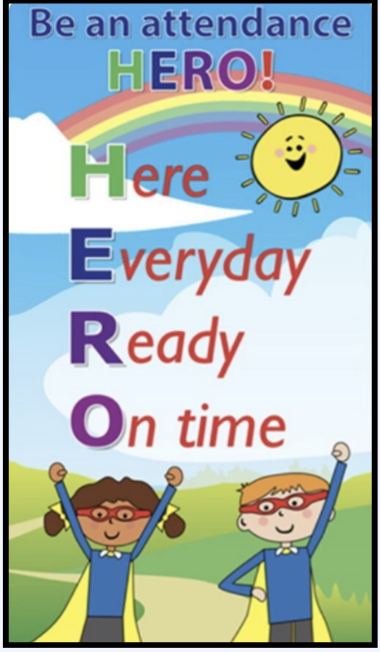 Be an attendance
HERO!
Here
Everyday
Ready
On time